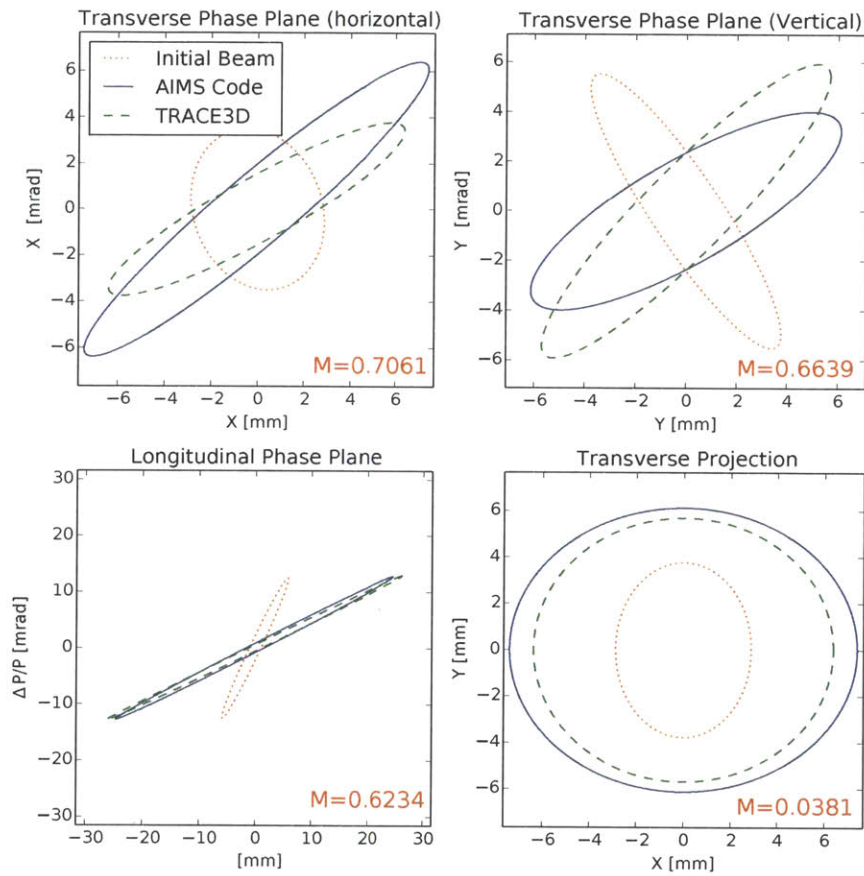 Transverse Phase Plane (horizontal)
Initial Beam
AIMS Code
TRACE3D
6
4
2
0
−2
−4
−6
X [mrad]
M=0.7061
−6 −4 −2 0 2 4 6
X [mm]
Transverse Phase Plane (Vertical)
6
4
2
0
−2
−4
−6
Y [mrad]
M=0.6639
−6 −4 −2 0 2 4 6
Y [mm]
Longitudinal Phase Plane
30
20
10
0
−10
−20
−30
Δ P/P [mrad]
M=0.6234
−30 −20 −10 0 10 20 30
[mm]
Transverse Projection
6
4
2
0
−2
−4
−6
Y [mm]
M=0.0381
−6 −4 −2 0 2 4 6
X [mm]